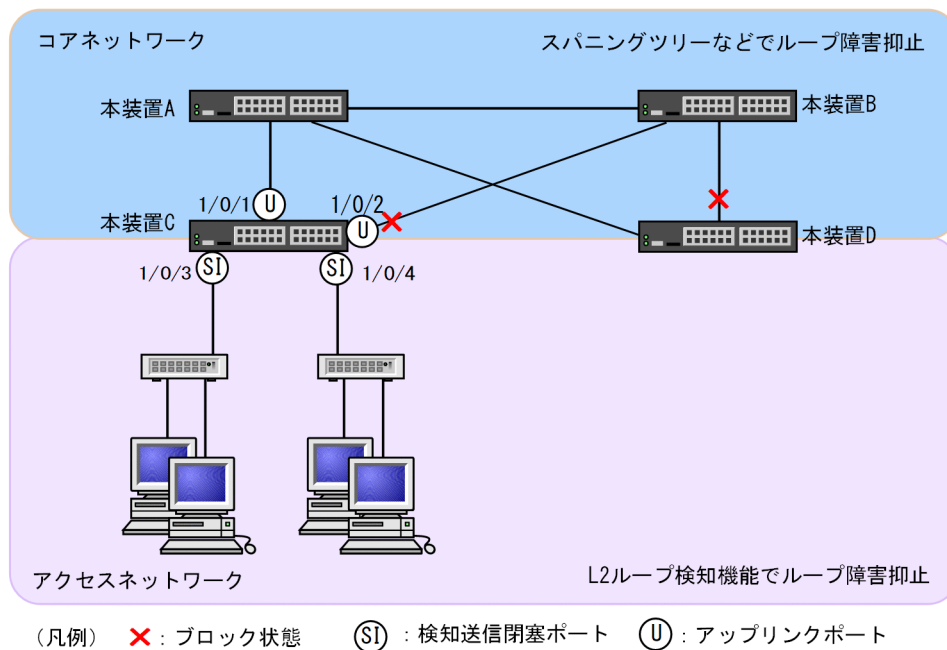 コアネットワーク
スパニングツリーなどでループ障害抑止
本装置A
本装置B
1/0/1
U
1/0/2
本装置C
U
本装置D
1/0/3
SI
SI
1/0/4
アクセスネットワーク
L2ループ検知機能でループ障害抑止
（凡例） ：ブロック状態 SI ：検知送信閉塞ポート U ：アップリンクポート